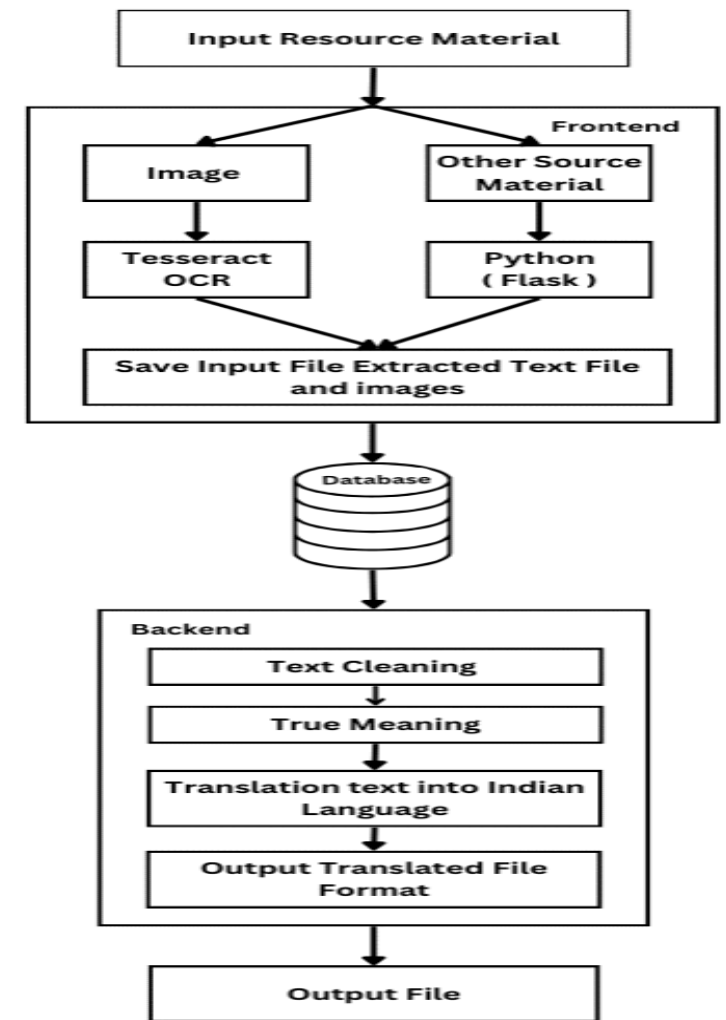 Input Resource Material
Frontend
Image
Other Source
Material
Tesseract
OCR
Python
( Flask )
Save Input File Extracted Text File
and images
Database
Backend
Text Cleaning
True Meaning
Translation text into Indian
Language
Output Translated File
Format
Output File